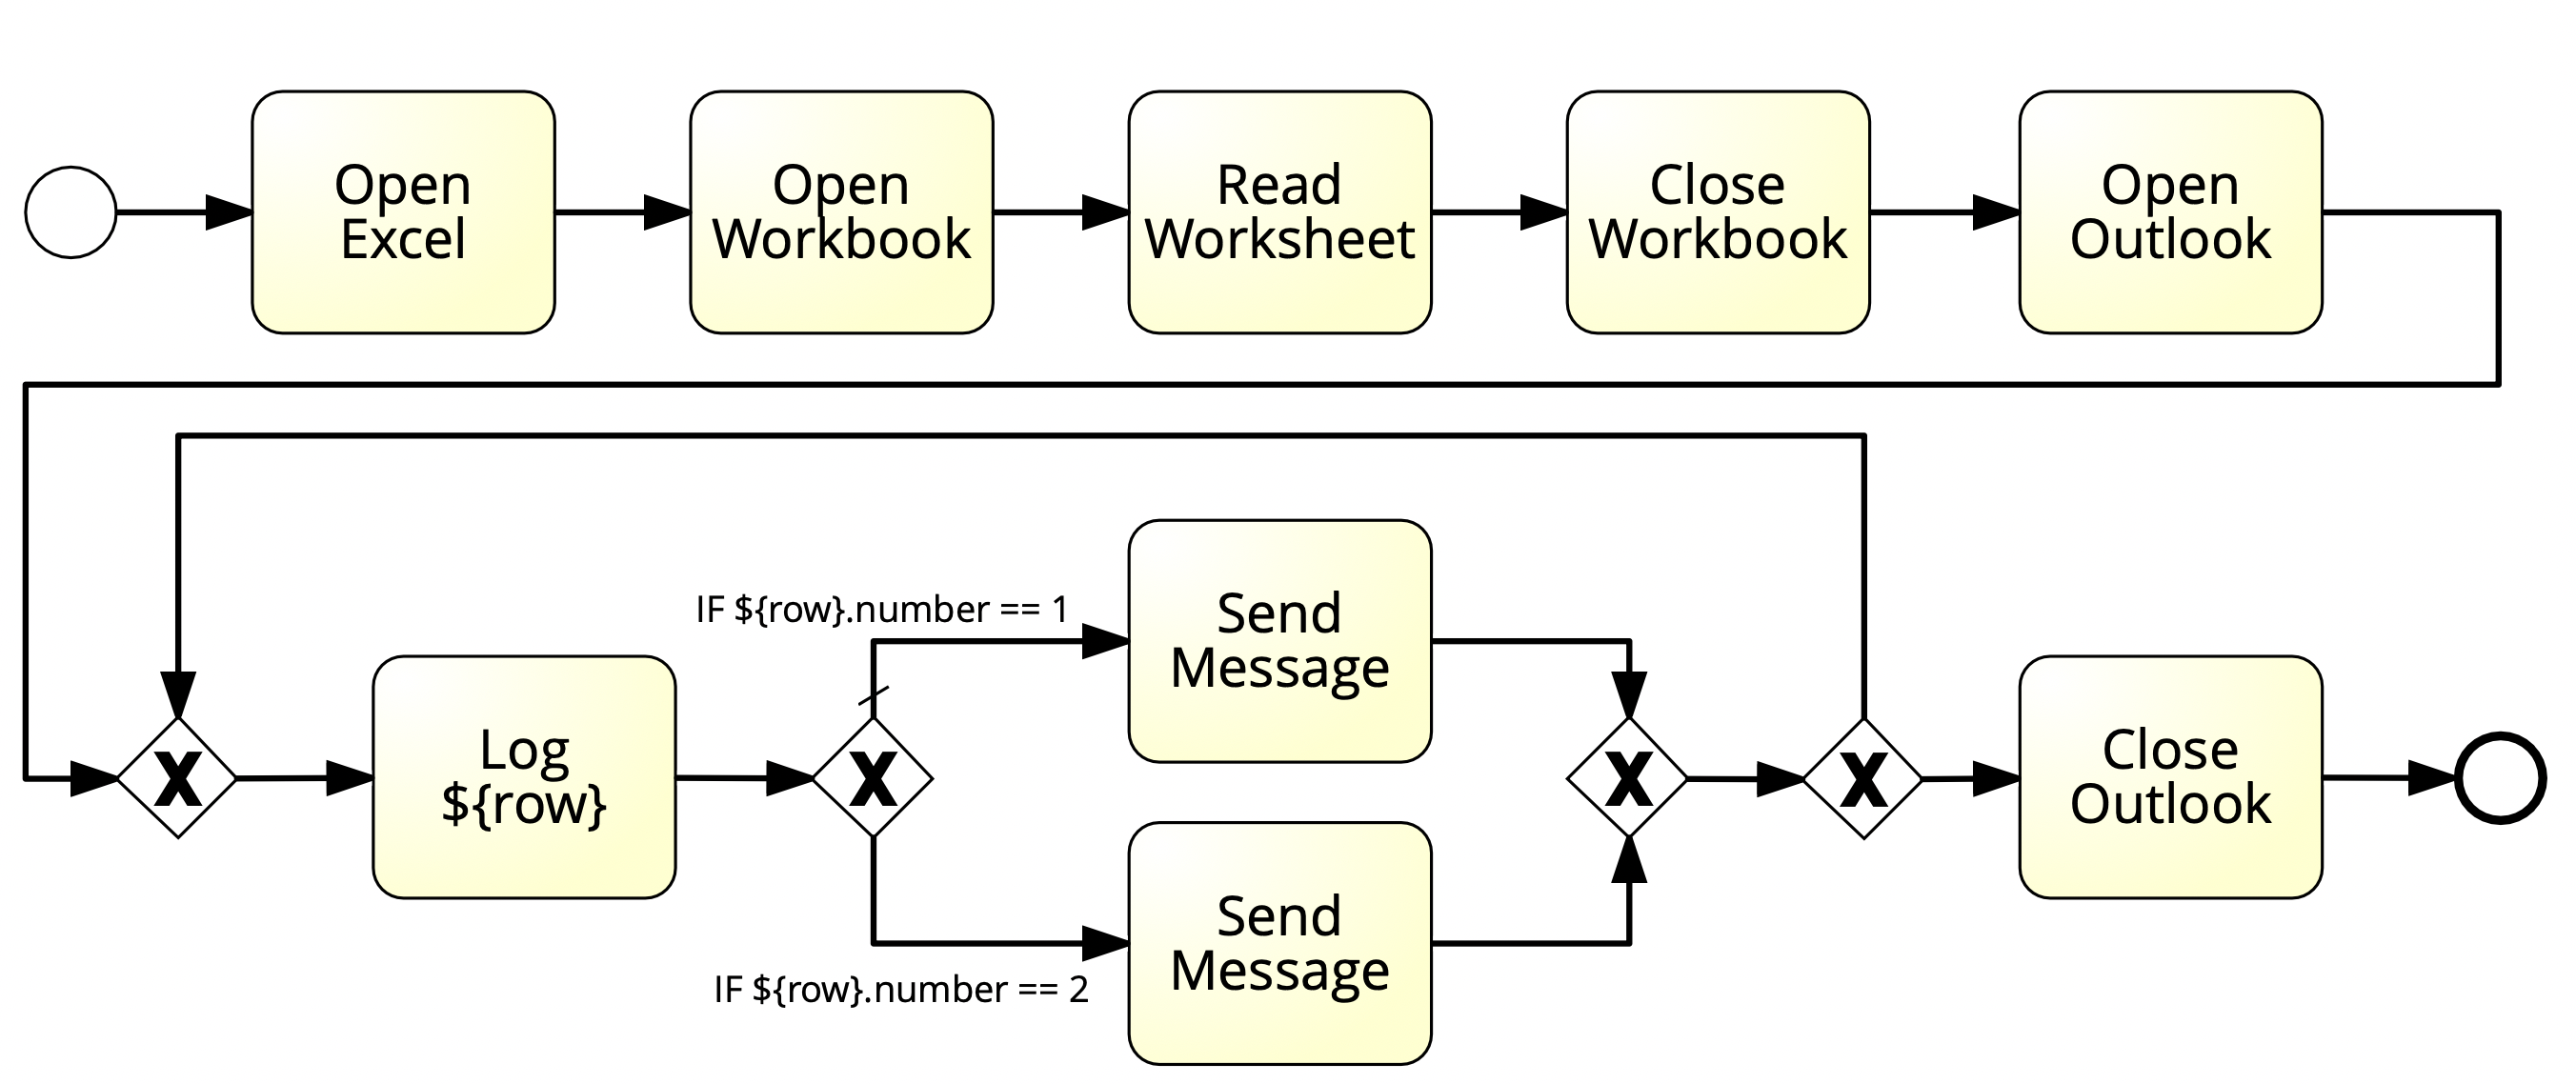 Open
Excel
Open
Workbook
Read
Worksheet
Close
Workbook
Open
Outlook
IF ${row}.number == 1
Send
Message
Log
${row}
X
X
X
X
Close
Outlook
Send
Message
IF ${row}.number == 2